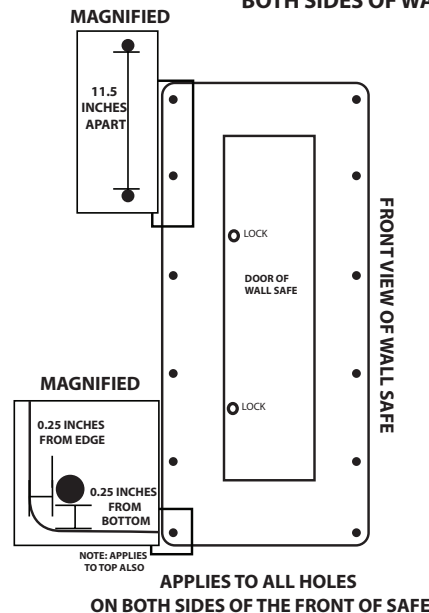 BOTH SIDES OF WA
MAGNIFIED
11.5
INCHES
APART
LOCK
DOOR OF
WALL SAFE
FRONT VIEW OF WALL SAFE
LOCK
MAGNIFIED
0.25 INCHES
FROM EDGE
0.25 INCHES
FROM
BOTTOM
NOTE: APPLIES
TO TOP ALSO
APPLIES TO ALL HOLES
ON BOTH SIDES OF THE FRONT OF SAFE